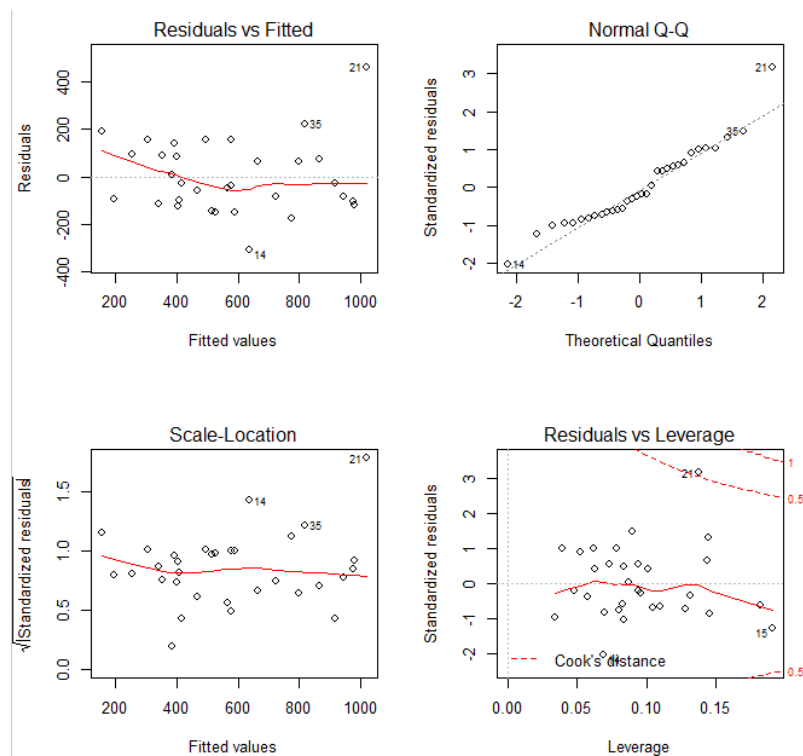 Residuals vs Fitted
Residuals
400
200
0
-200
-400
21
35
14
200 400 600 800 1000
Fitted values
Normal Q-Q
Standardized residuals
3
2
1
0
-1
-2
21
35
14
-2 -1 0 1 2
Theoretical Quantiles
Scale-Location
√|Standardized residuals|
1.5
1.0
0.5
0.0
21
14
35
200 400 600 800 1000
Fitted values
Residuals vs Leverage
Standardized residuals
3
2
1
0
-1
-2
21
15
1
0.5
0.5
Cook's distance
0.00 0.05 0.10 0.15
Leverage